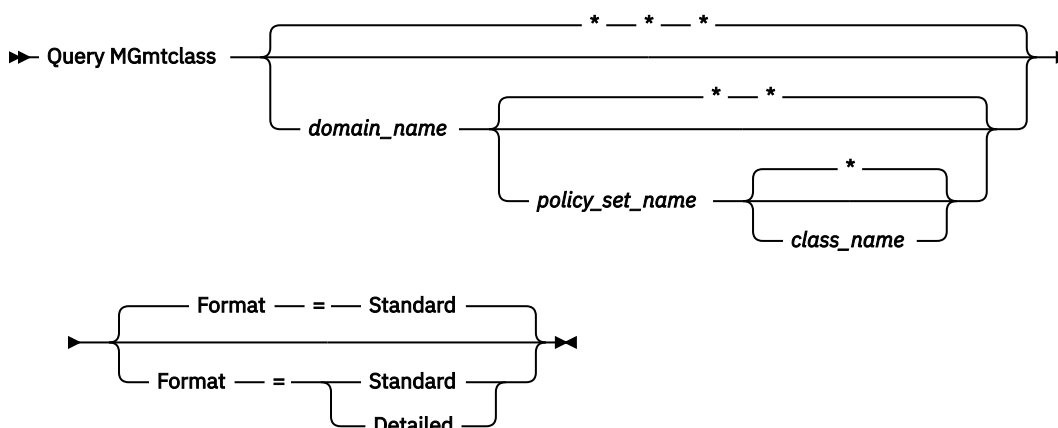 * * *
Query MGmtclass
* *
domain_name
*
policy_set_name
class_name
Format = Standard
Format = Standard
Detailed